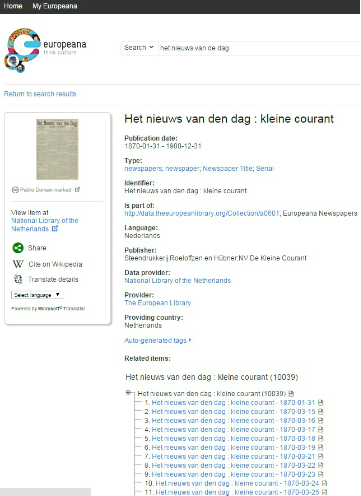 Home My Europeana
europeana
think culture
Search het nieuws van de dag
Return to search results
Het Nieuws van den Dag
Public Domain marked
View item at
National Library of the
Netherlands
Share
Cite on Wikipedia
Translate details
Select language
Powered by Microsoft® Translator
Het nieuws van den dag : kleine courant
Publication date:
1870-01-31 - 1900-12-31
Type:
newspapers; newspaper; Newspaper Title; Serial
Identifier:
Het nieuws van den dag : kleine courant
Is part of:
http://data.theeuropeanlibrary.org/Collection/a0601; Europeana Newspapers
Language:
Nederlands
Publisher:
Steendrukkerij Roeloffzen en Hübner;NV De Kleine Courant
Data provider:
National Library of the Netherlands
Provider:
The European Library
Providing country:
Netherlands
Auto-generated tags
Related items:
Het nieuws van den dag : kleine courant (10039)
Het nieuws van den dag : kleine courant (10039)
1. Het nieuws van den dag : kleine courant - 1870-01-31
2. Het nieuws van den dag : kleine courant - 1870-03-15
3. Het nieuws van den dag : kleine courant - 1870-03-16
4. Het nieuws van den dag : kleine courant - 1870-03-17
5. Het nieuws van den dag : kleine courant - 1870-03-18
6. Het nieuws van den dag : kleine courant - 1870-03-19
7. Het nieuws van den dag : kleine courant - 1870-03-21
8. Het nieuws van den dag : kleine courant - 1870-03-22
9. Het nieuws van den dag : kleine courant - 1870-03-23
10. Het nieuws van den dag : kleine courant - 1870-03-24
11. Het nieuws van den dag : kleine courant - 1870-03-25